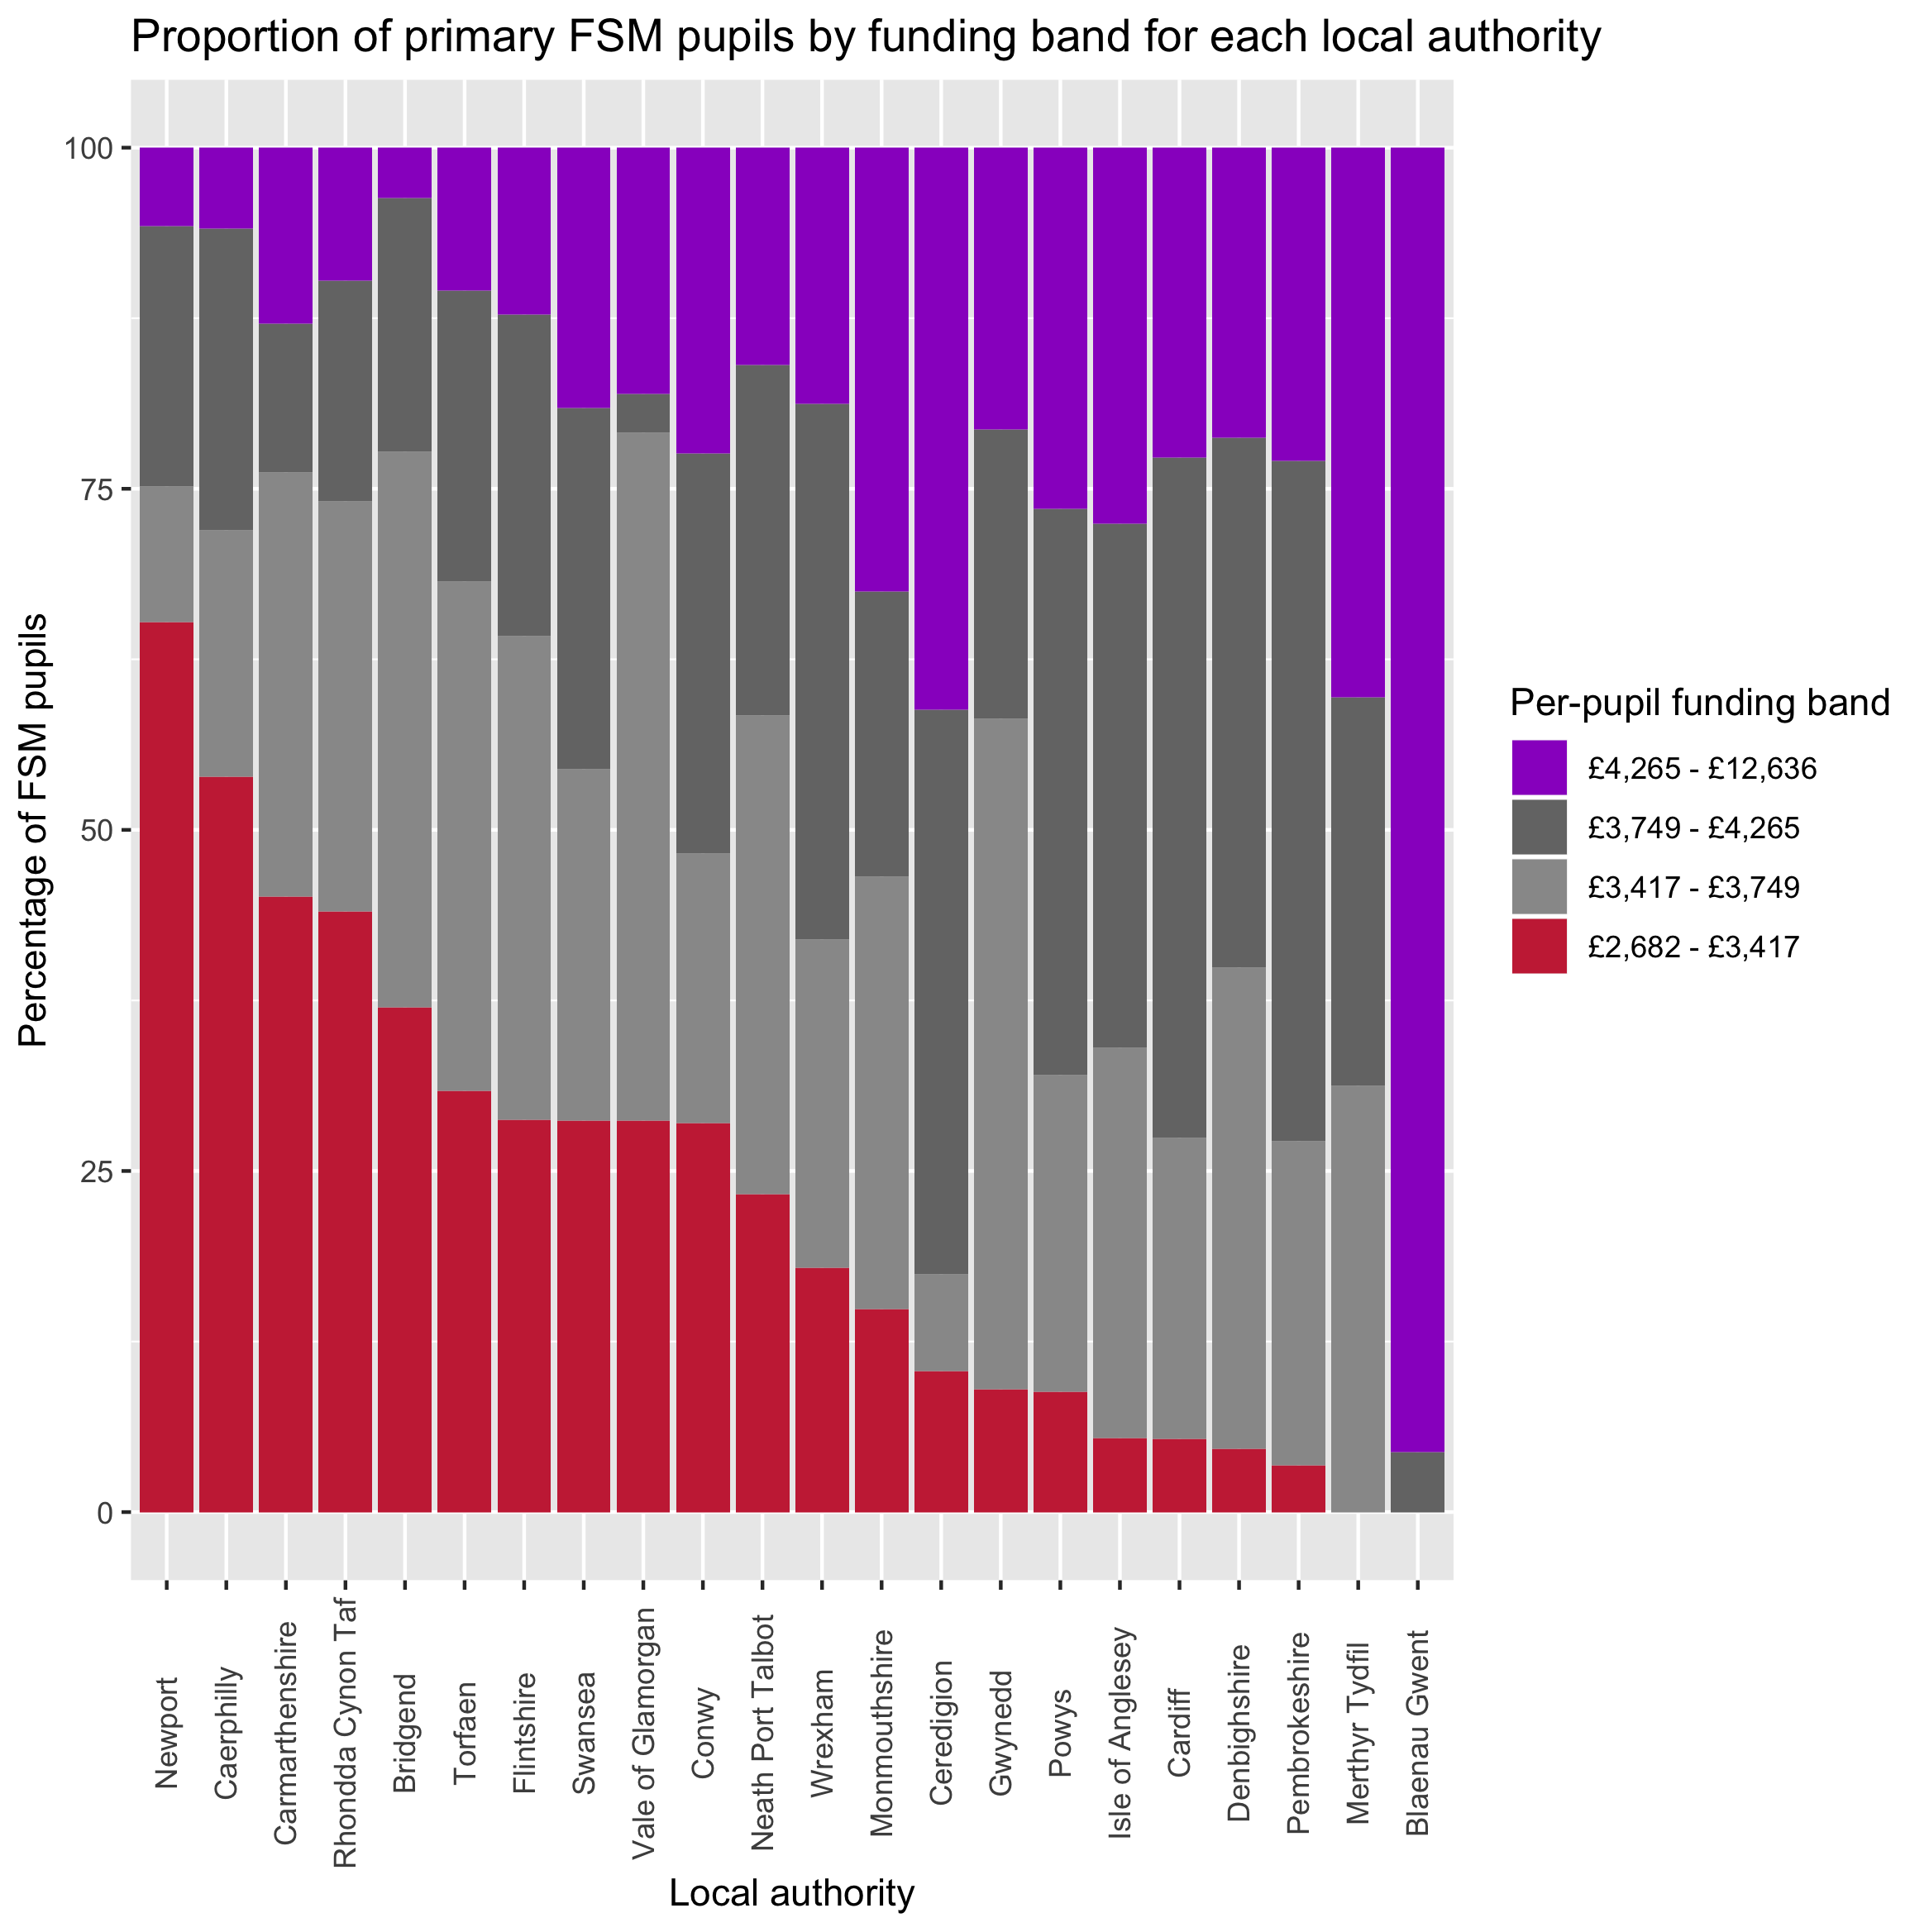 Proportion of primary FSM pupils by funding band for each local authority
Percentage of FSM pupils
100
75
50
25
0
Newport
Caerphilly
Carmarthenshire
Rhondda Cynon Taf
Bridgend
Torfaen
Flintshire
Swansea
Vale of Glamorgan
Conwy
Neath Port Talbot
Wrexham
Monmouthshire
Ceredigion
Gwynedd
Powys
Isle of Anglesey
Cardiff
Denbighshire
Pembrokeshire
Merthyr Tydfil
Blaenau Gwent
Local authority
Per-pupil funding band
£4,265 - £12,636
£3,749 - £4,265
£3,417 - £3,749
£2,682 - £3,417